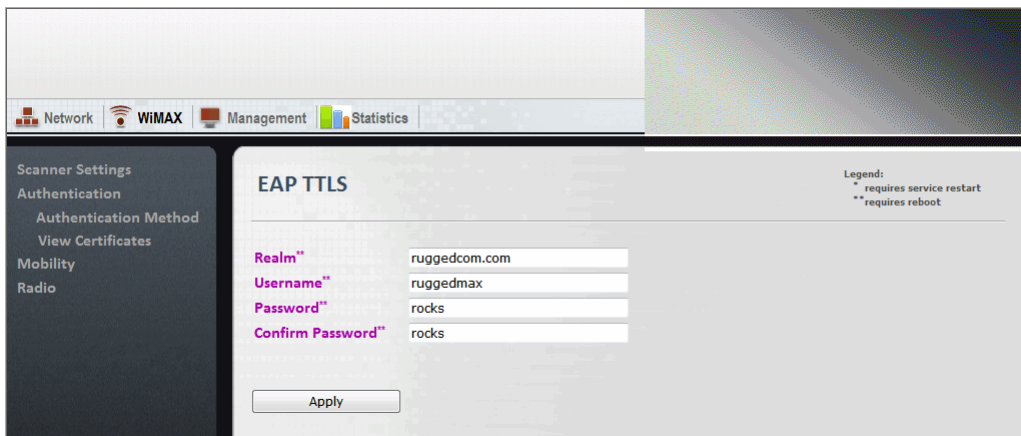 Network WiMAX Management Statistics
Scanner Settings
Authentication
Authentication Method
View Certificates
Mobility
Radio
EAP TTLS
Legend:
* requires service restart
** requires reboot
Realm** ruggedcom.com
Username** ruggedmax
Password** rocks
Confirm Password** rocks
Apply